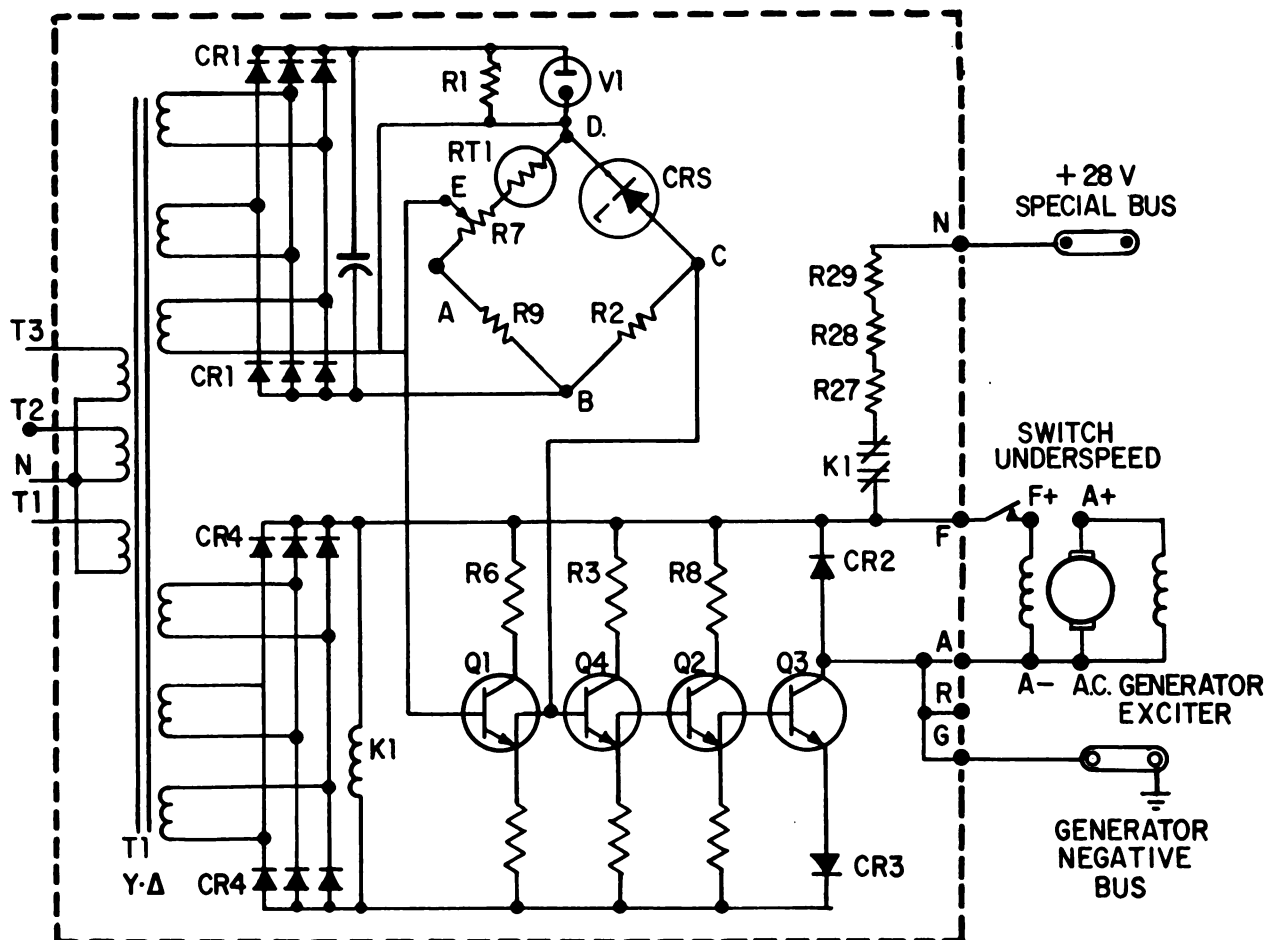 CR1
R1
V1
D.
RT1
E
CRS
R7
+28 V
SPECIAL BUS
N
C
R29
A
R9
R2
T3
R28
CR1
R27
B
T2
SWITCH
UNDERSPEED
N
K1
T1
F+
A+
CR4
F
R6
R3
R8
CR2
Q1
Q4
Q2
Q3
A
A-
A.C. GENERATOR
EXCITER
R
G
K1
T1
Y-Δ
CR4
CR3
GENERATOR
NEGATIVE
BUS